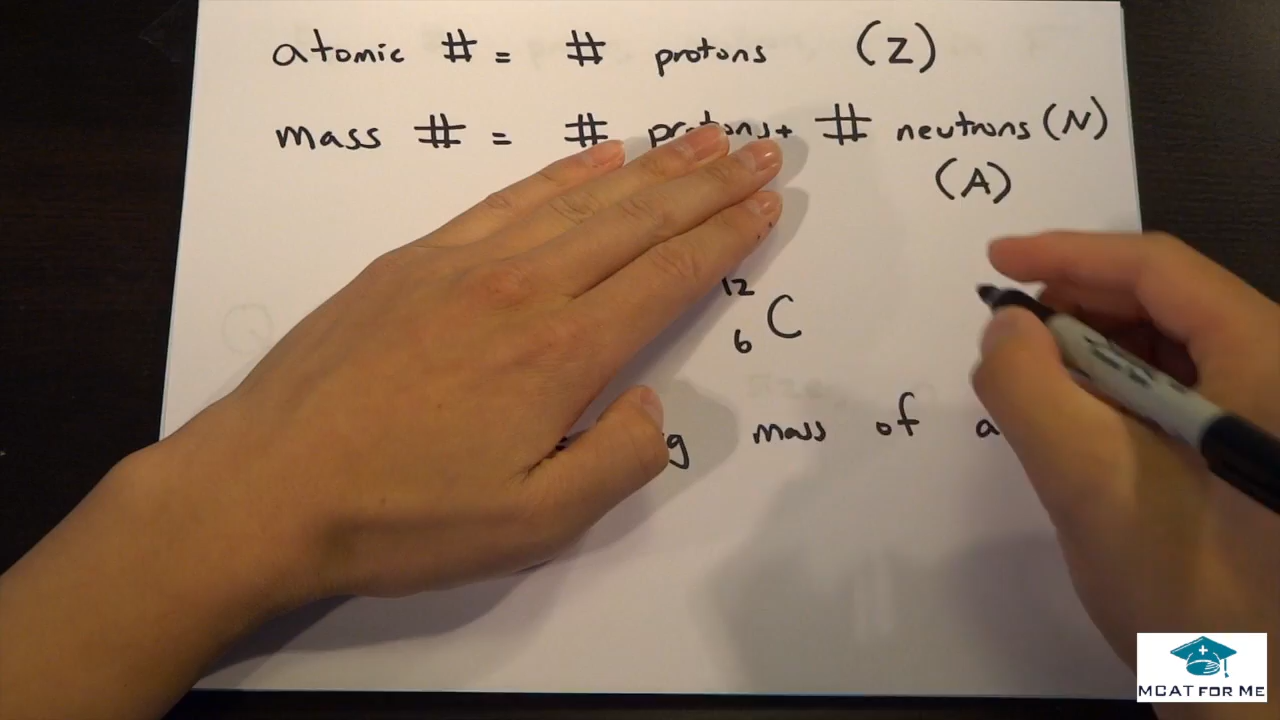 atomic # = # protons (Z)
mass # = # protons + # neutrons (N)
(A)
12
6 C
mass of
MCAT FOR ME